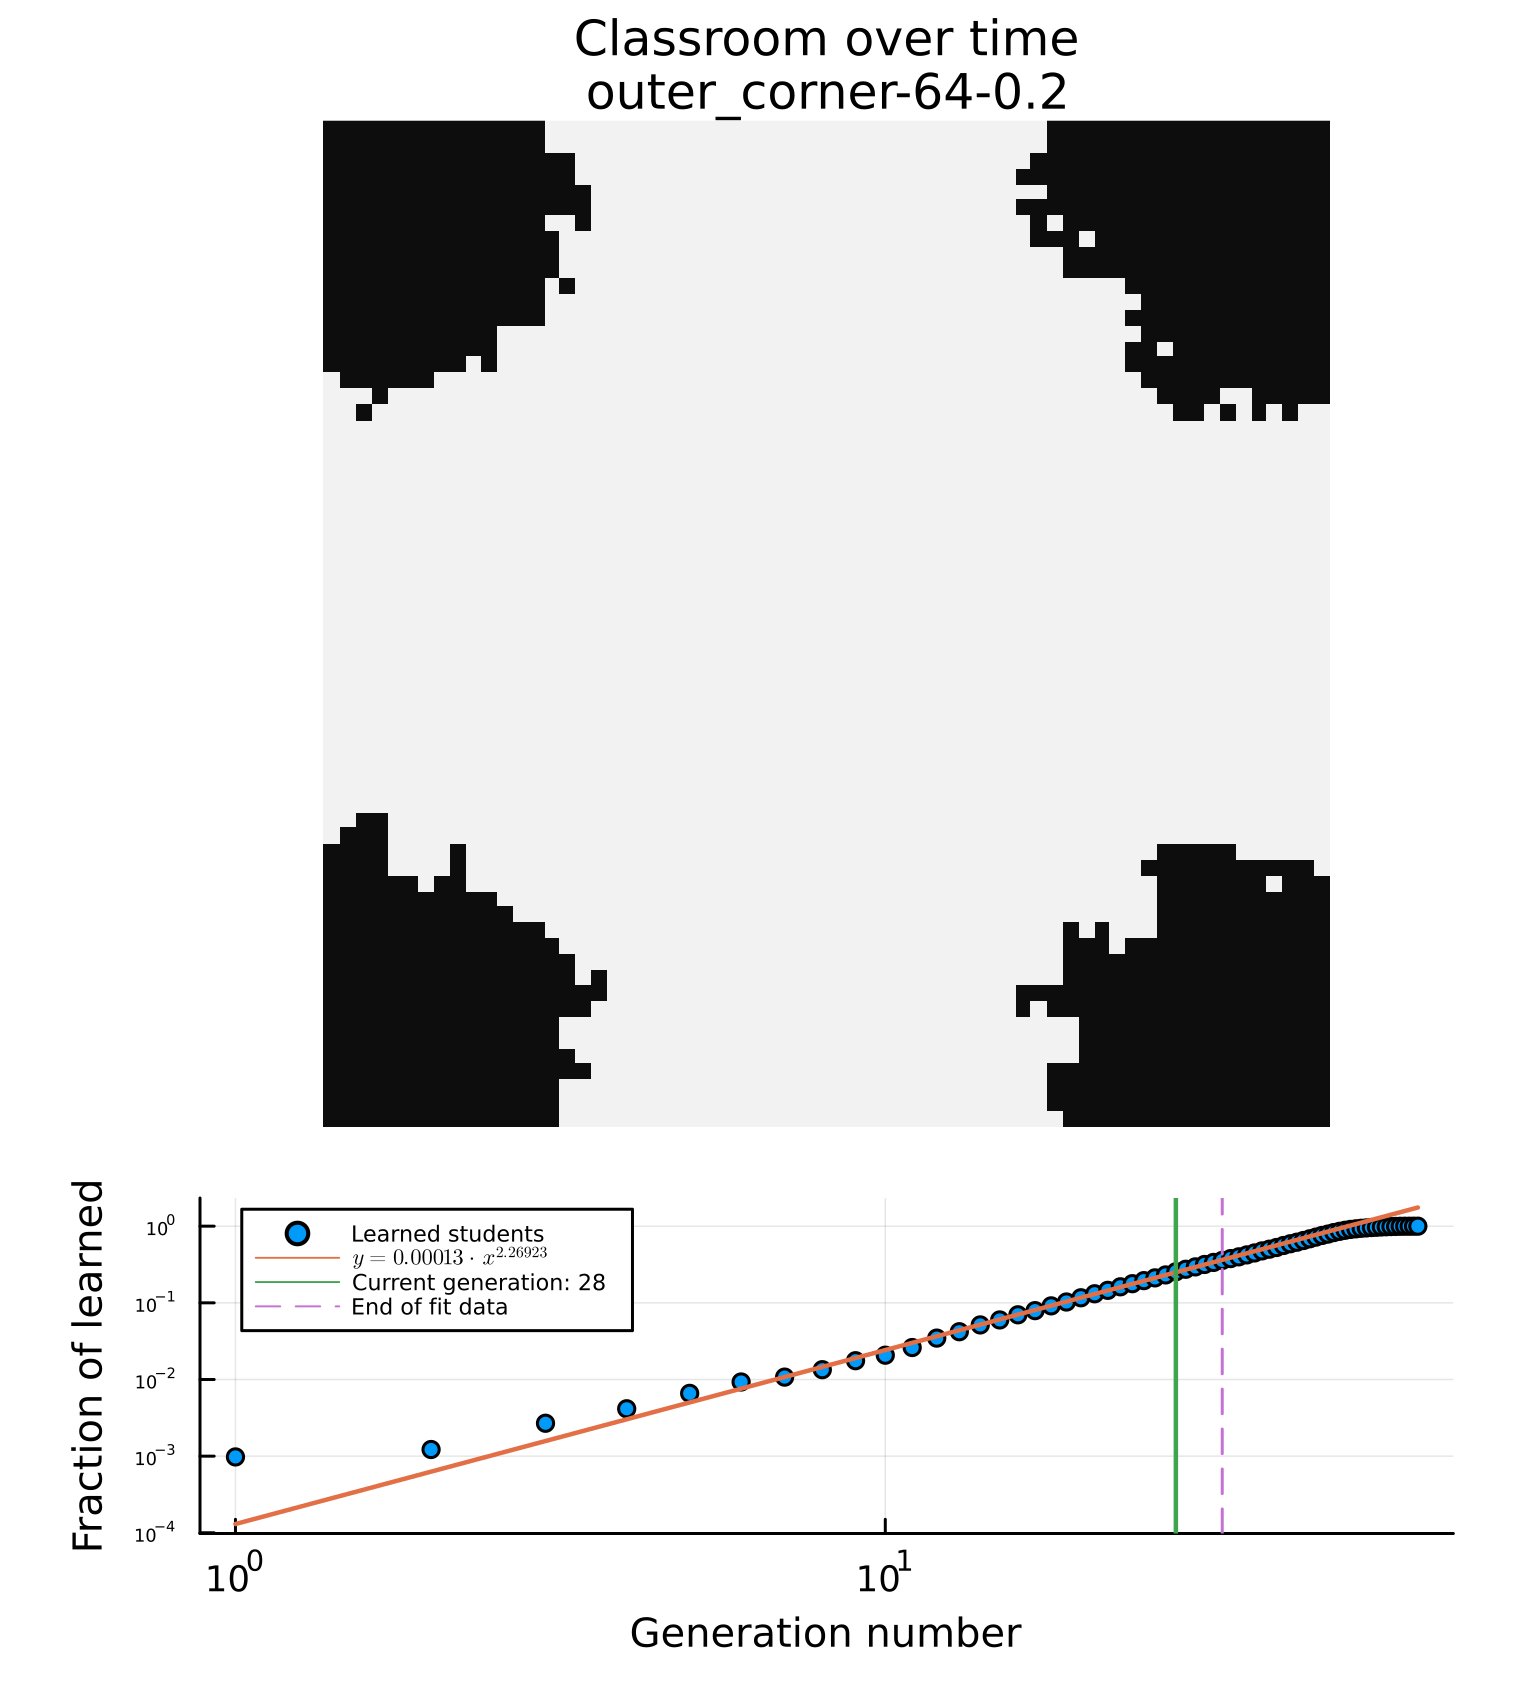 Classroom over time
outer_corner-64-0.2
Fraction of learned
10^0
10^−1
10^−2
10^−3
10^−4
Learned students
y = 0.00013 · x^2.26923
Current generation: 28
End of fit data
10^0
10^1
Generation number